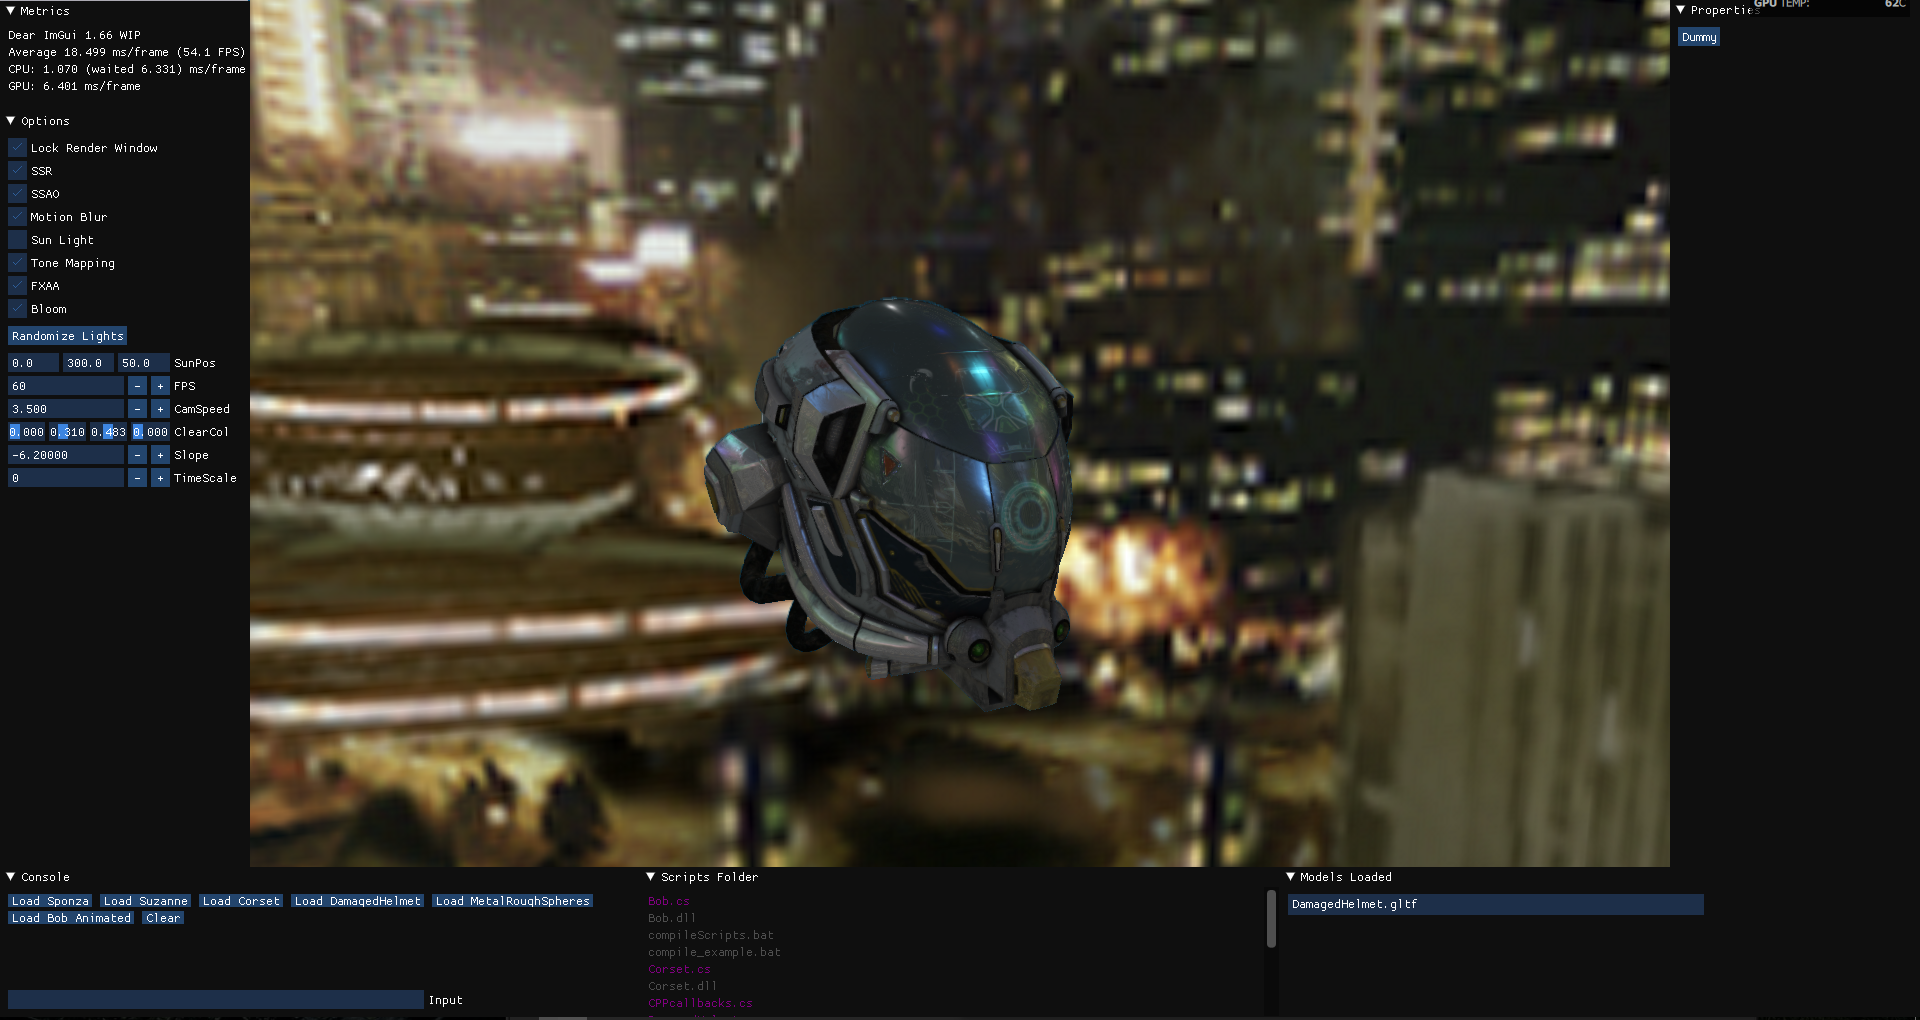 Metrics
Dear ImGui 1.66 WIP
Average 18.499 ms/frame (54.1 FPS)
CPU: 1.070 (waited 6.331) ms/frame
GPU: 6.401 ms/frame
Options
Lock Render Window
SSR
SSAO
Motion Blur
Sun Light
Tone Mapping
FXAA
Bloom
Randomize Lights
0.0 300.0 50.0 SunPos
60 - + FPS
3.500 - + CamSpeed
0.000 0.310 0.483 0.000 ClearCol
-6.20000 - + Slope
0 - + TimeScale
GPU TEMP: 62C
Properties
Dummy
Console
Load Sponza Load Suzanne Load Corset Load DamagedHelmet Load MetalRoughSpheres
Load Bob Animated Clear
Input
Scripts Folder
Bob.cs
Bob.dll
compileScripts.bat
compile_example.bat
Corset.cs
Corset.dll
CPPcallbacks.cs
Models Loaded
DamagedHelmet.gltf